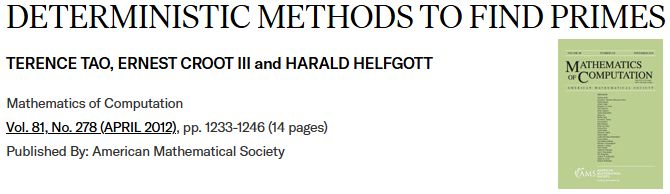 DETERMINISTIC METHODS TO FIND PRIMES
TERENCE TAO, ERNEST CROOT III and HARALD HELFGOTT
Mathematics of Computation
Vol. 81, No. 278 (APRIL 2012), pp. 1233-1246 (14 pages)
Published By: American Mathematical Society
MATHEMATICS
OF COMPUTATION
AMERICAN MATHEMATICAL SOCIETY
AMS